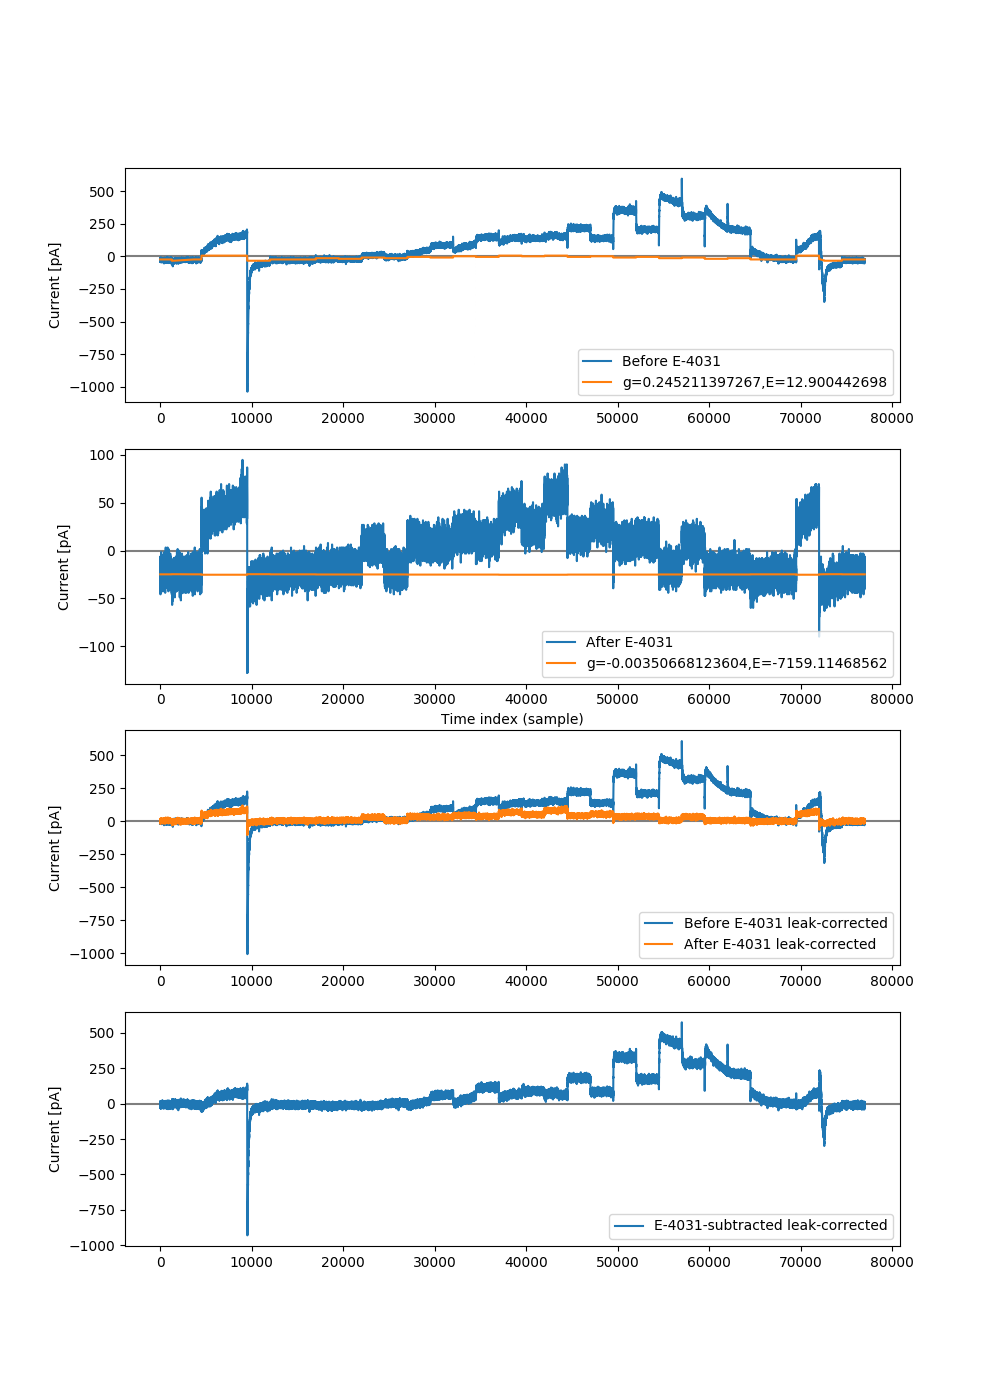 500
250
0
−250
−500
−750
−1000
Current [pA]
Before E-4031
g=0.245211397267,E=12.900442698
0 10000 20000 30000 40000 50000 60000 70000 80000
100
50
0
−50
−100
Current [pA]
After E-4031
g=-0.00350668123604,E=-7159.11468562
0 10000 20000 30000 40000 50000 60000 70000 80000
Time index (sample)
500
250
0
−250
−500
−750
−1000
Current [pA]
Before E-4031 leak-corrected
After E-4031 leak-corrected
0 10000 20000 30000 40000 50000 60000 70000 80000
500
250
0
−250
−500
−750
−1000
Current [pA]
E-4031-subtracted leak-corrected
0 10000 20000 30000 40000 50000 60000 70000 80000